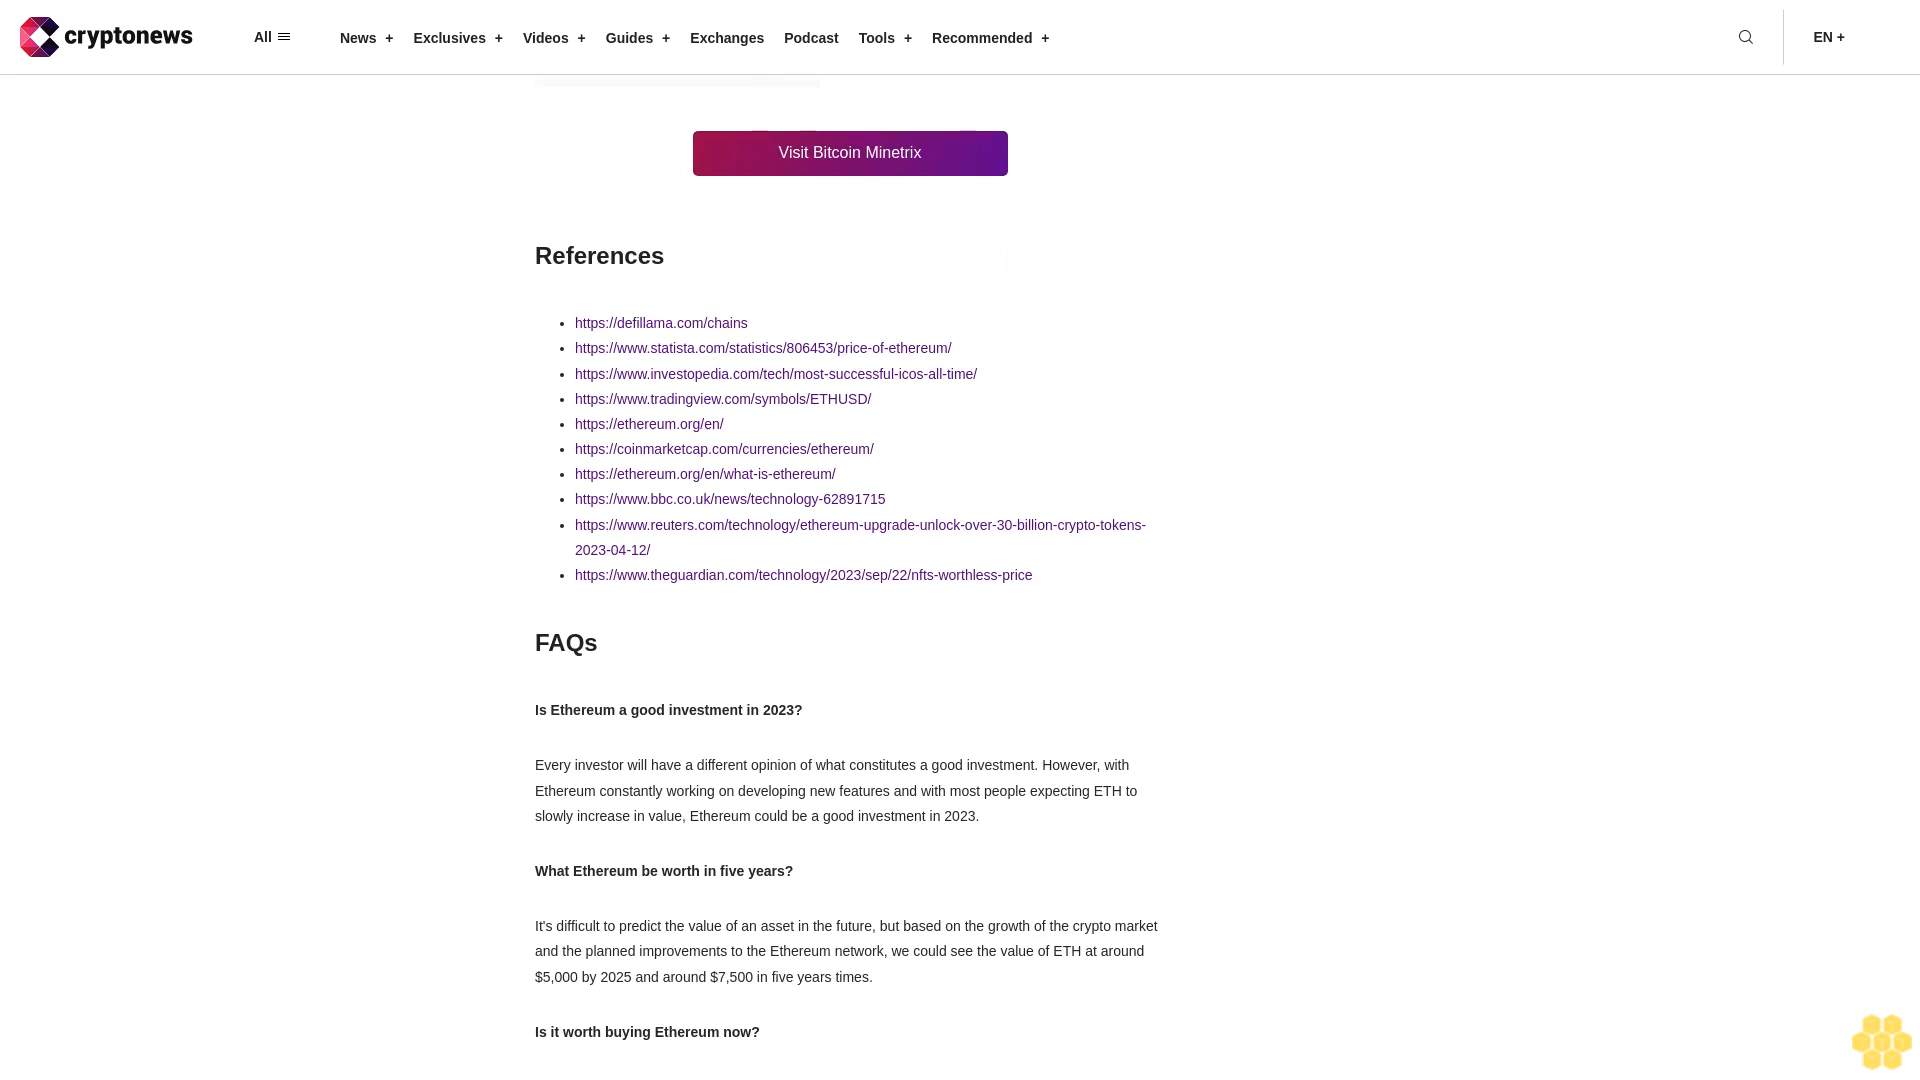 cryptonews
All
News +
Exclusives +
Videos +
Guides +
Exchanges
Podcast
Tools +
Recommended +
EN +
Visit Bitcoin Minetrix
References
https://defillama.com/chains
https://www.statista.com/statistics/806453/price-of-ethereum/
https://www.investopedia.com/tech/most-successful-icos-all-time/
https://www.tradingview.com/symbols/ETHUSD/
https://ethereum.org/en/
https://coinmarketcap.com/currencies/ethereum/
https://ethereum.org/en/what-is-ethereum/
https://www.bbc.co.uk/news/technology-62891715
https://www.reuters.com/technology/ethereum-upgrade-unlock-over-30-billion-crypto-tokens-
2023-04-12/
https://www.theguardian.com/technology/2023/sep/22/nfts-worthless-price
FAQs
Is Ethereum a good investment in 2023?
Every investor will have a different opinion of what constitutes a good investment. However, with
Ethereum constantly working on developing new features and with most people expecting ETH to
slowly increase in value, Ethereum could be a good investment in 2023.
What Ethereum be worth in five years?
It's difficult to predict the value of an asset in the future, but based on the growth of the crypto market
and the planned improvements to the Ethereum network, we could see the value of ETH at around
$5,000 by 2025 and around $7,500 in five years times.
Is it worth buying Ethereum now?